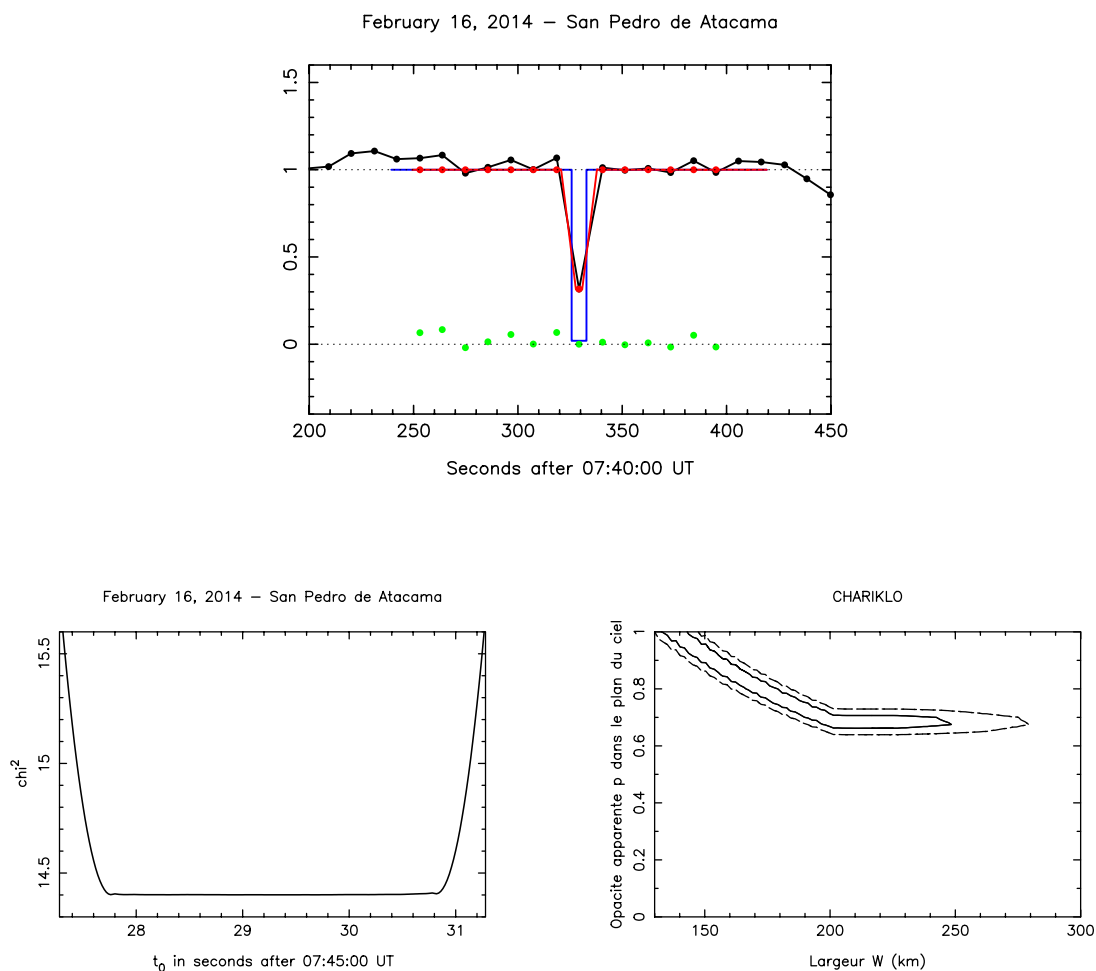 February 16, 2014 – San Pedro de Atacama
1.5
1
0.5
0
200 250 300 350 400 450
Seconds after 07:40:00 UT
February 16, 2014 – San Pedro de Atacama
15.5
15
14.5
chi²
28 29 30 31
t₀ in seconds after 07:45:00 UT
CHARIKLO
1
0.8
0.6
0.4
0.2
0
Opacite apparente p dans le plan du ciel
150 200 250 300
Largeur W (km)